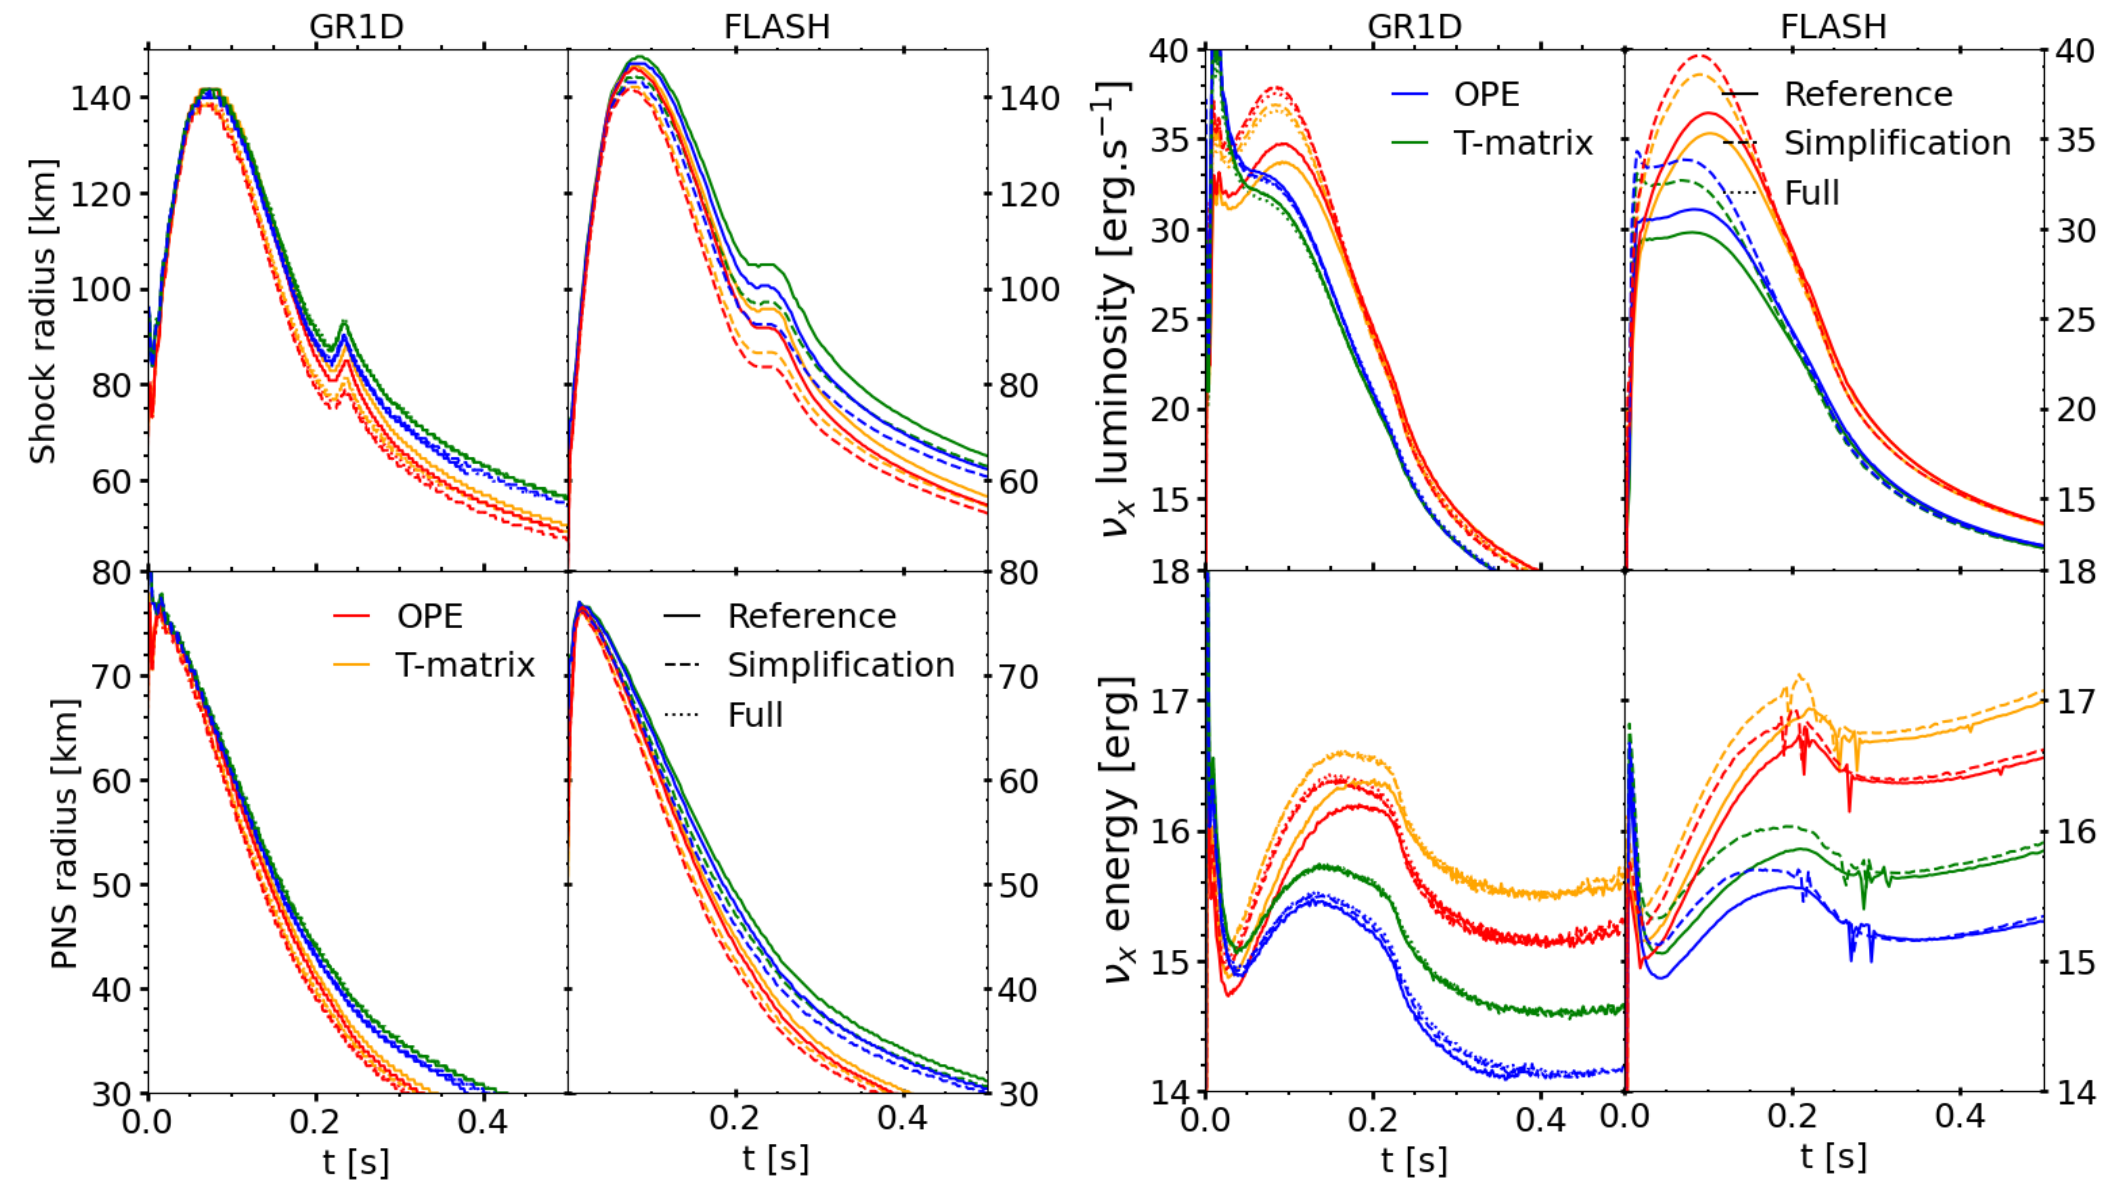 GR1D FLASH
Shock radius [km]
140
120
100
80
60
140
120
100
80
60
PNS radius [km]
80
70
60
50
40
30
80
70
60
50
40
30
OPE
T-matrix
Reference
Simplification
Full
0.0 0.2 0.4 0.2 0.4
t [s] t [s]
GR1D FLASH
νx luminosity [erg.s−1]
40
35
30
25
20
15
40
35
30
25
20
15
OPE
T-matrix
Reference
Simplification
Full
νx energy [erg]
18
17
16
15
14
18
17
16
15
14
0.0 0.2 0.4 0.0 0.2 0.4
t [s] t [s]